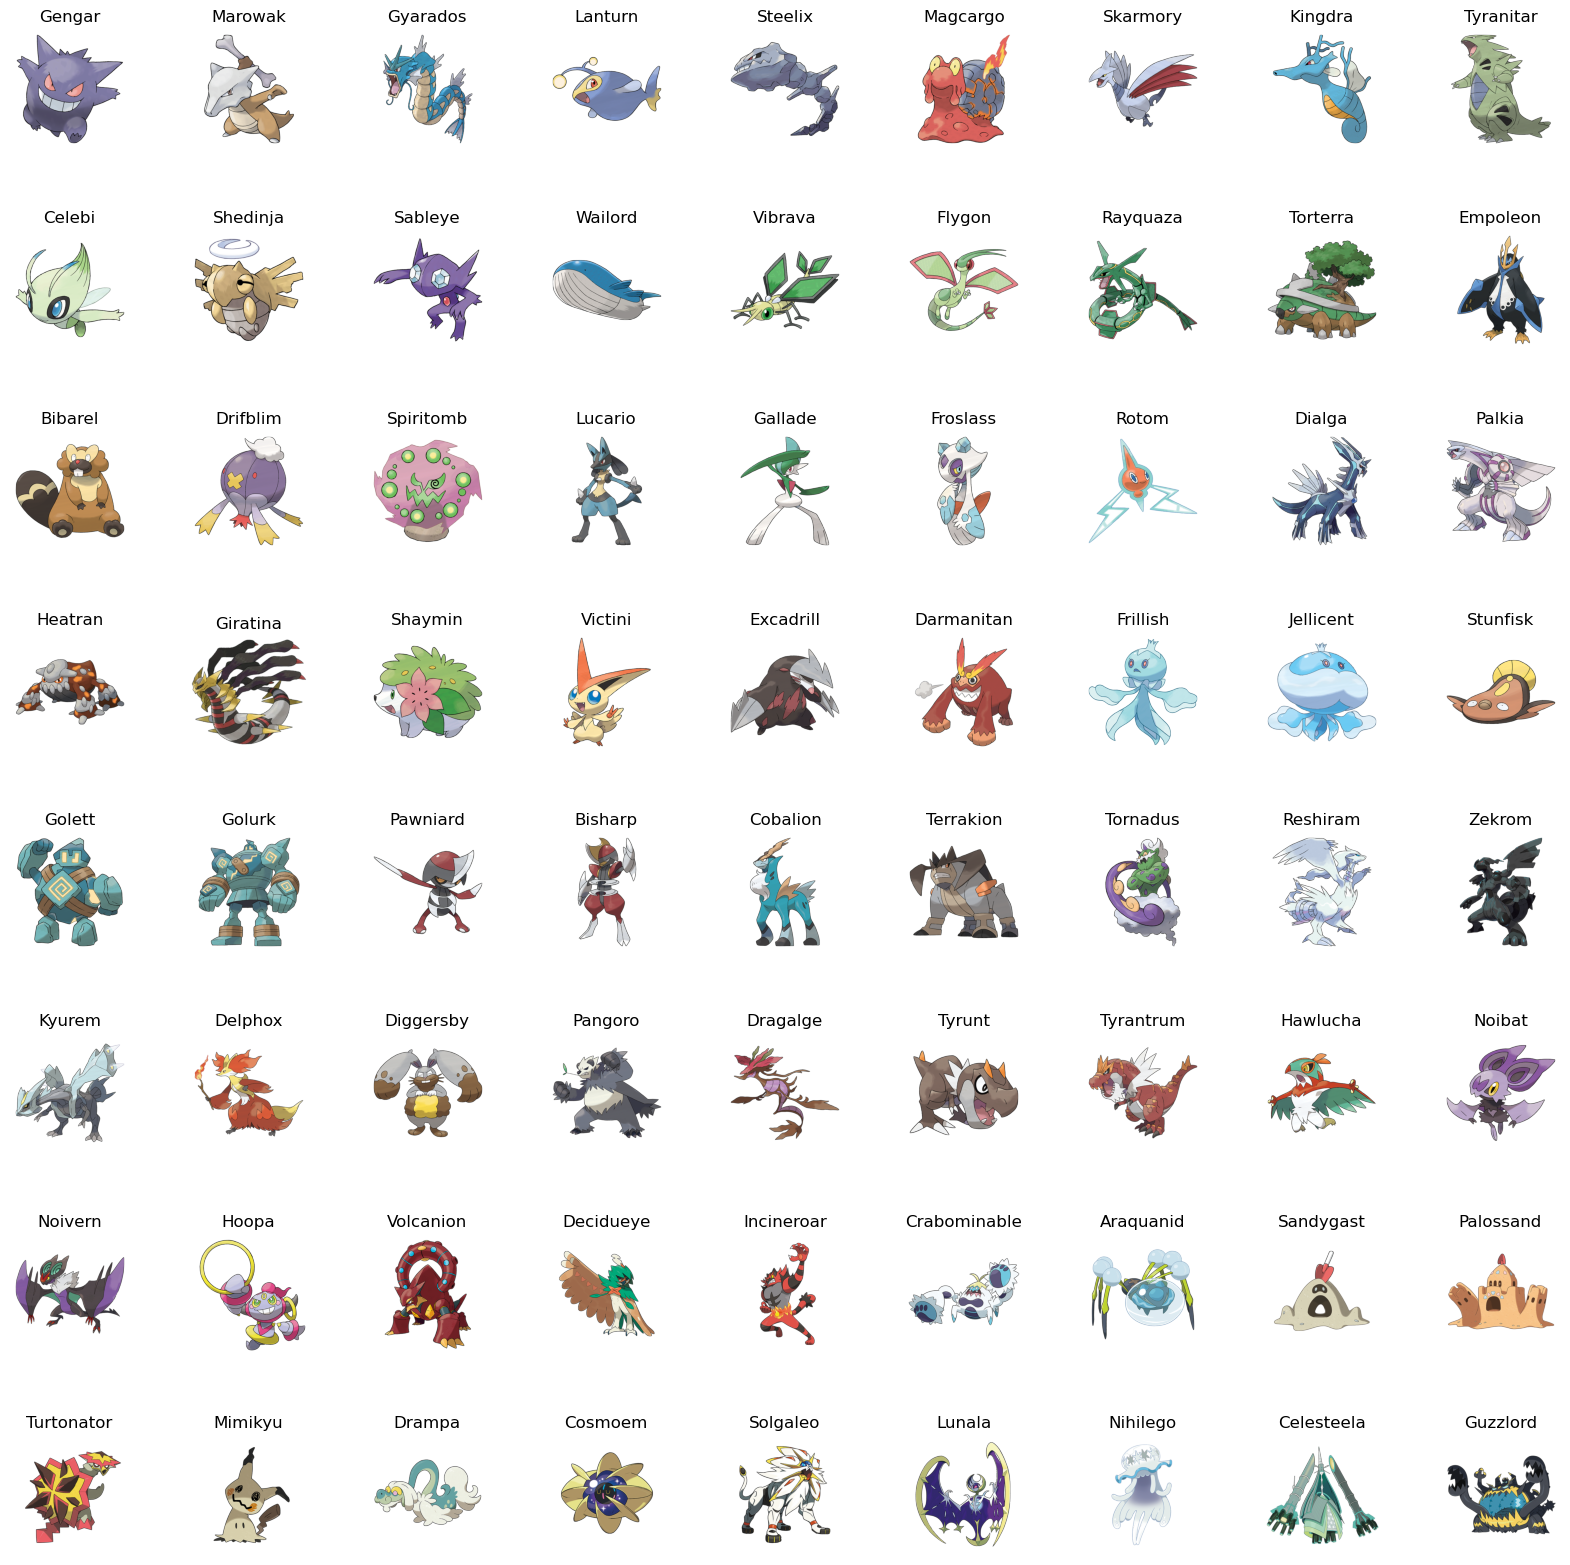 Gengar Marowak Gyarados Lanturn Steelix Magcargo Skarmory Kingdra Tyranitar
Celebi Shedinja Sableye Wailord Vibrava Flygon Rayquaza Torterra Empoleon
Bibarel Drifblim Spiritomb Lucario Gallade Froslass Rotom Dialga Palkia
Heatran Giratina Shaymin Victini Excadrill Darmanitan Frillish Jellicent Stunfisk
Golett Golurk Pawniard Bisharp Cobalion Terrakion Tornadus Reshiram Zekrom
Kyurem Delphox Diggersby Pangoro Dragalge Tyrunt Tyrantrum Hawlucha Noibat
Noivern Hoopa Volcanion Decidueye Incineroar Crabominable Araquanid Sandygast Palossand
Turtonator Mimikyu Drampa Cosmoem Solgaleo Lunala Nihilego Celesteela Guzzlord